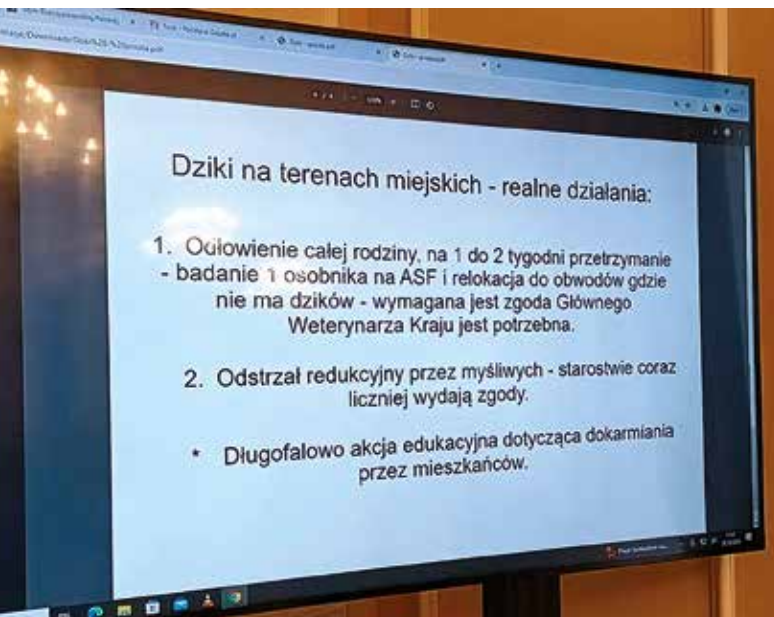 Dziki na terenach miejskich - realne działania:
1. Odłowienie całej rodziny, na 1 do 2 tygodni przetrzymanie
- badanie 1 osobnika na ASF i relokacja do obwodów gdzie
nie ma dzików - wymagana jest zgoda Głównego
Weterynarza Kraju jest potrzebna.
2. Odstrzał redukcyjny przez myśliwych - starostwie coraz
liczniej wydają zgody.
* Długofalowo akcja edukacyjna dotycząca dokarmiania
przez mieszkańców.